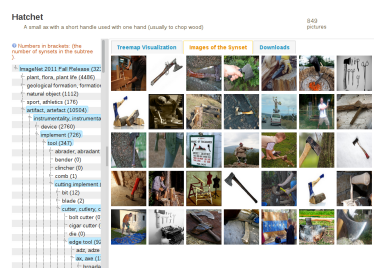 Hatchet
A small ax with a short handle used with one hand (usually to chop wood)
849
pictures
Numbers in brackets: (the
number of synsets in the subtree
).
Treemap Visualization
Images of the Synset
Downloads
ImageNet 2011 Fall Release (32
plant, flora, plant life (4486)
geological formation, formatio
natural object (1112)
sport, athletics (176)
artifact, artefact (10504)
instrumentality, instrumenta
device (2760)
implement (726)
tool (247)
abrader, abradant
bender (0)
clincher (0)
comb (1)
cutting implement (
bit (12)
blade (2)
cutter, cutlery, c
bolt cutter (0
cigar cutter (
die (0)
edge tool (
adz, adze
ax, axe (1